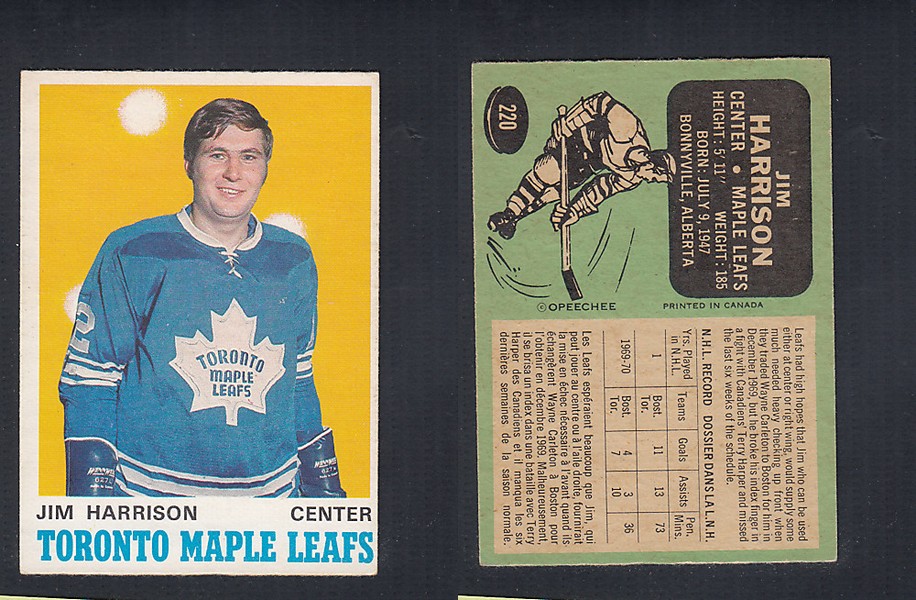 2
TORONTO
MAPLE
LEAFS
627
JIM HARRISON CENTER
TORONTO MAPLE LEAFS
220
JIM
HARRISON
CENTER • MAPLE LEAFS
HEIGHT: 5'11" WEIGHT: 185
BORN: JULY 9, 1947
BONNYVILLE, ALBERTA
©OPEECHEE
PRINTED IN CANADA
Leafs had high hopes that Jim who can be used
either at center or right wing, would supply some
much needed heavy checking up front when
they traded Wayne Carleton to Boston for him in
December 1969, but he broke his index finger in
a fight with Canadiens' Terry Harper and missed
the last six weeks of the schedule.
N.H.L. RECORD DOSSIER DANS LA L.N.H.
Yrs. Played Teams Goals Assists Pen.
in N.H.L. Mins.
1 Bost. 11 13 73
Tor.
1969-70 Bost. 4 3 36
Tor. 7 10
Les Leafs espéraient beaucoup que Jim, qui
peut jouer au centre ou à l'aile droite, fournirait
la mise en échec nécessaire à l'avant quand ils
échangèrent Wayne Carleton à Boston pour
l'obtenir en décembre 1969. Malheureusement,
il se brisa un index dans une bataille avec Terry
Harper des Canadiens et il manqua les six
dernières semaines de la saison normale.